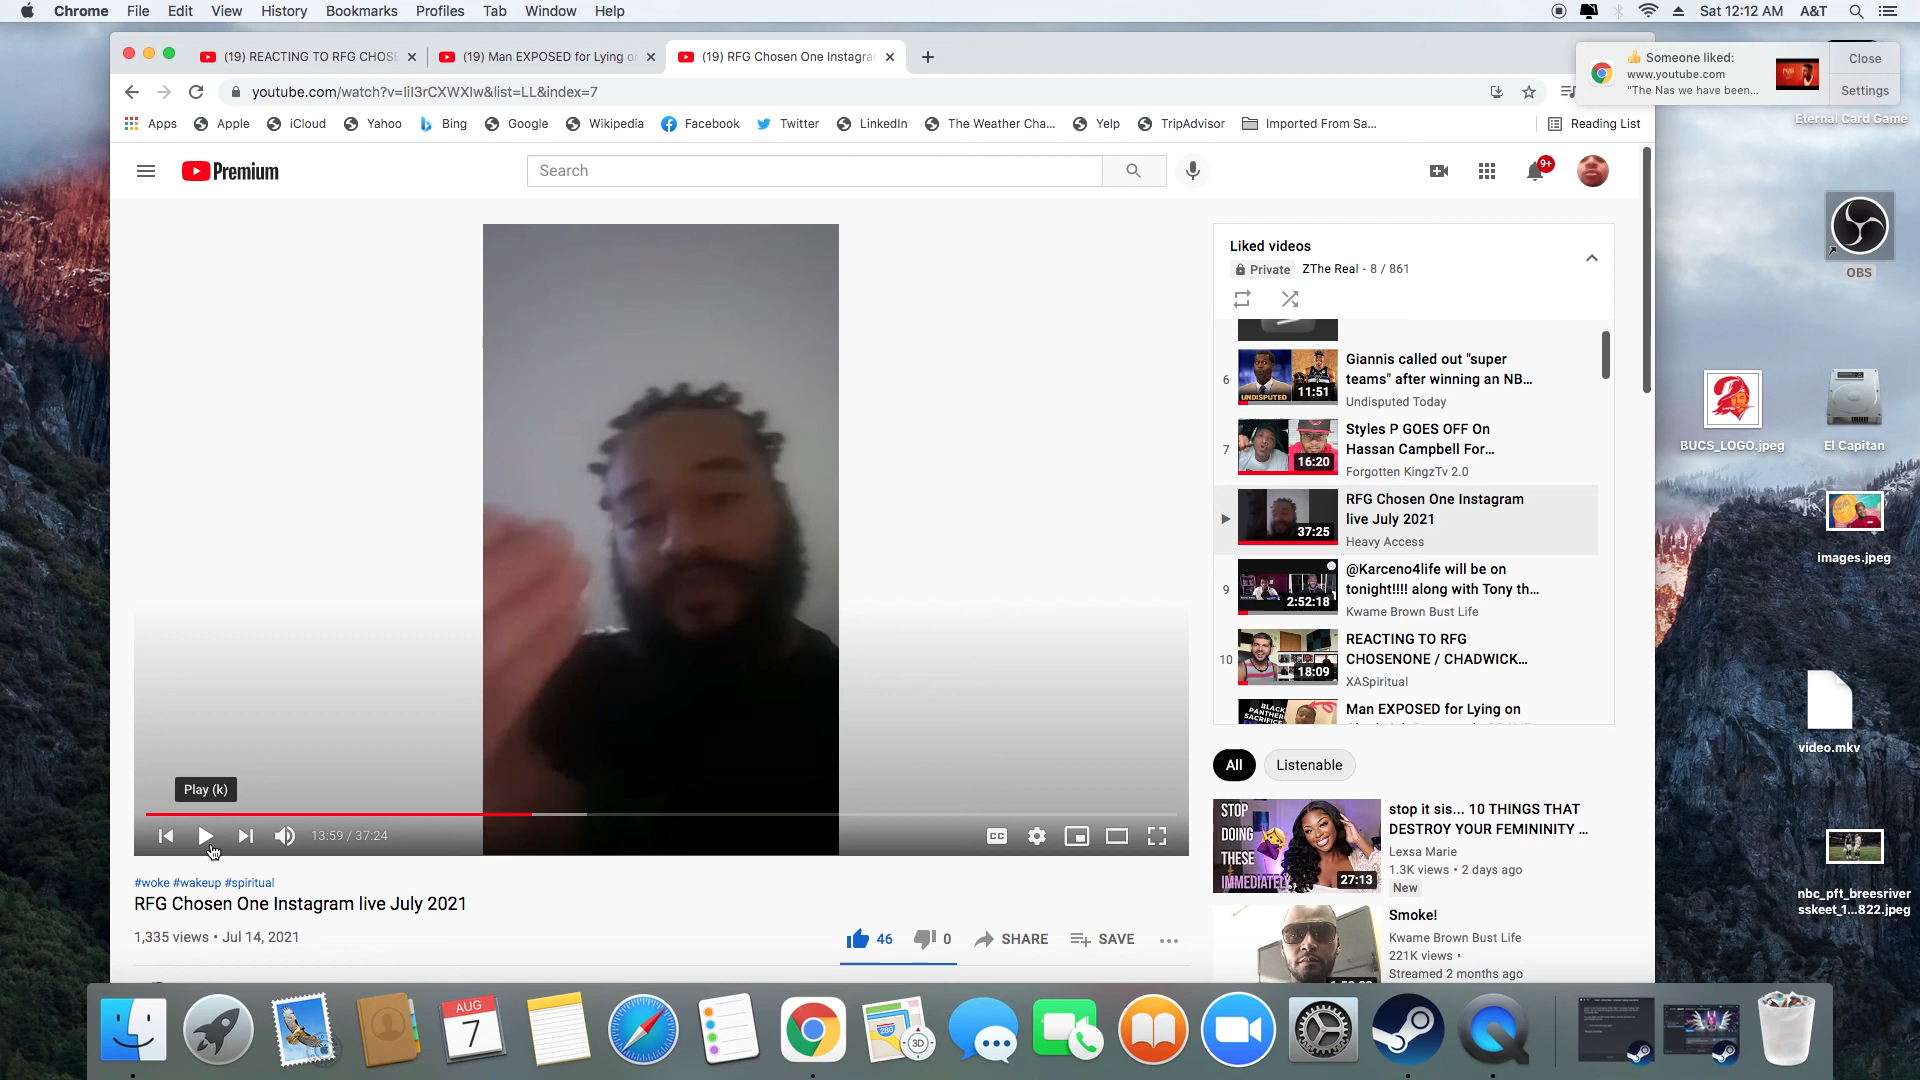 Chrome File Edit View History Bookmarks Profiles Tab Window Help
Sat 12:12 AM A&T
(19) REACTING TO RFG CHOSE
(19) Man EXPOSED for Lying or
(19) RFG Chosen One Instagrar
youtube.com/watch?v=liI3rCXWXIw&list=LL&index=7
Someone liked:
www.youtube.com
"The Nas we have been...
Close
Settings
Apps Apple iCloud Yahoo Bing Google Wikipedia Facebook Twitter LinkedIn The Weather Cha... Yelp TripAdvisor Imported From Sa... Reading List
Eternal Card Game
Premium
Search
9+
Liked videos
Private ZThe Real - 8 / 861
6
UNDISPUTED
11:51
Giannis called out "super
teams" after winning an NB...
Undisputed Today
7
16:20
Styles P GOES OFF On
Hassan Campbell For...
Forgotten KingzTv 2.0
37:25
RFG Chosen One Instagram
live July 2021
Heavy Access
9
2:52:18
@Karceno4life will be on
tonight!!!! along with Tony th...
Kwame Brown Bust Life
10
18:09
REACTING TO RFG
CHOSENONE / CHADWICK...
XASpiritual
BLACK
PANTHER
SACRIFICE
Man EXPOSED for Lying on
All Listenable
STOP
DOING
THESE
IMMEDIATELY
27:13
stop it sis... 10 THINGS THAT
DESTROY YOUR FEMININITY ...
Lexsa Marie
1.3K views • 2 days ago
New
Smoke!
Kwame Brown Bust Life
221K views •
Streamed 2 months ago
Play (k)
13:59 / 37:24
CC
#woke #wakeup #spiritual
RFG Chosen One Instagram live July 2021
1,335 views • Jul 14, 2021
46 0 SHARE SAVE
OBS
BUCS_LOGO.jpeg
El Capitan
images.jpeg
video.mkv
nbc_pft_breesriver
sskeet_1...822.jpeg
AUG
7
280
3D